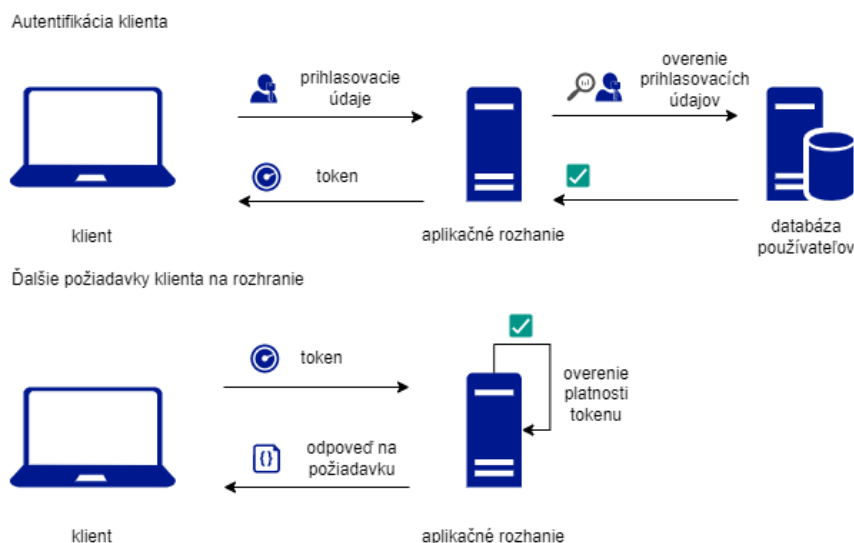 Autentifikácia klienta
prihlasovacie
údaje
overenie
prihlasovacích
údajov
token
klient
aplikačné rozhanie
databáza
používateľov
Ďalšie požiadavky klienta na rozhranie
token
overenie
platnosti
tokenu
odpoveď na
požiadavku
klient
aplikačné rozhanie